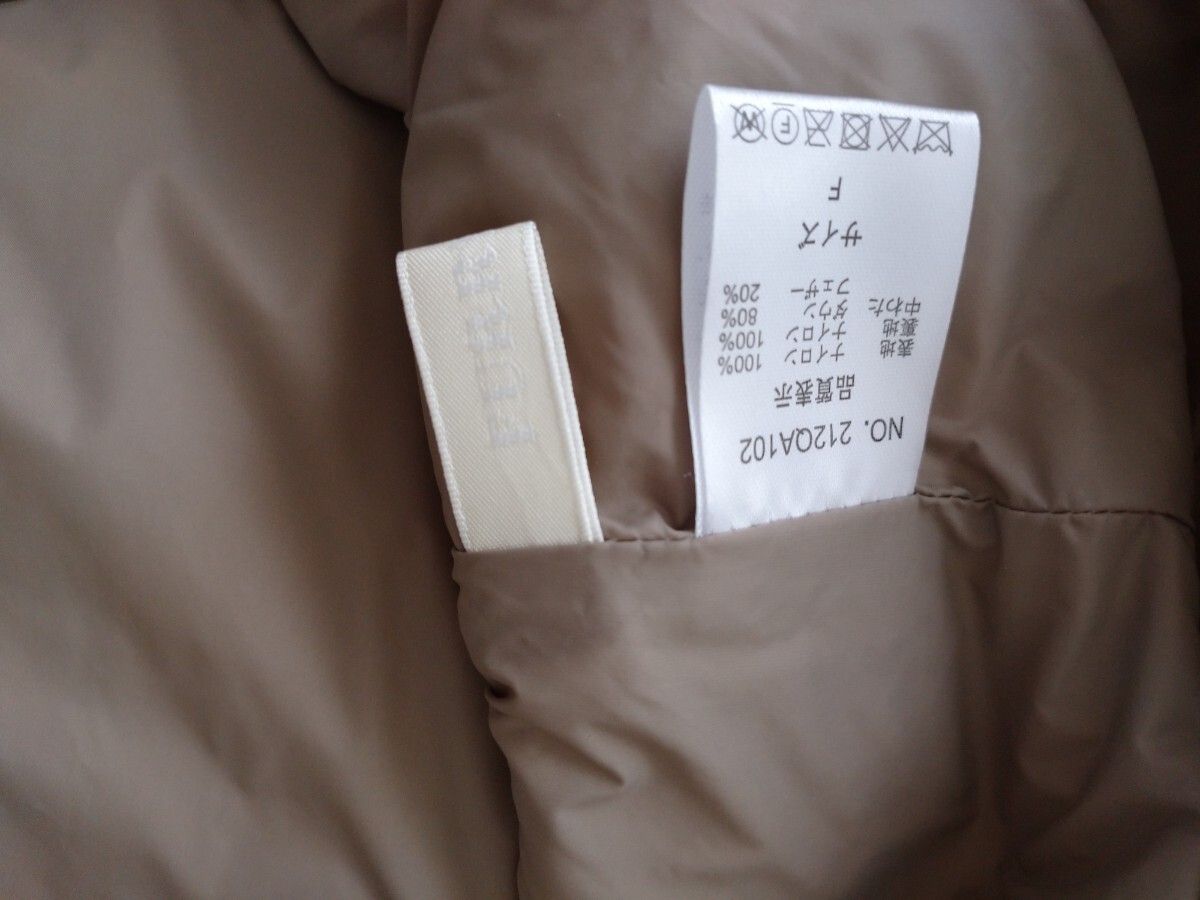 NO. 212QA102
品質表示
表地 ナイロン 100%
裏地 ナイロン 100%
中わた ダウン 80%
フェザー 20%
サイズ
F
F
W